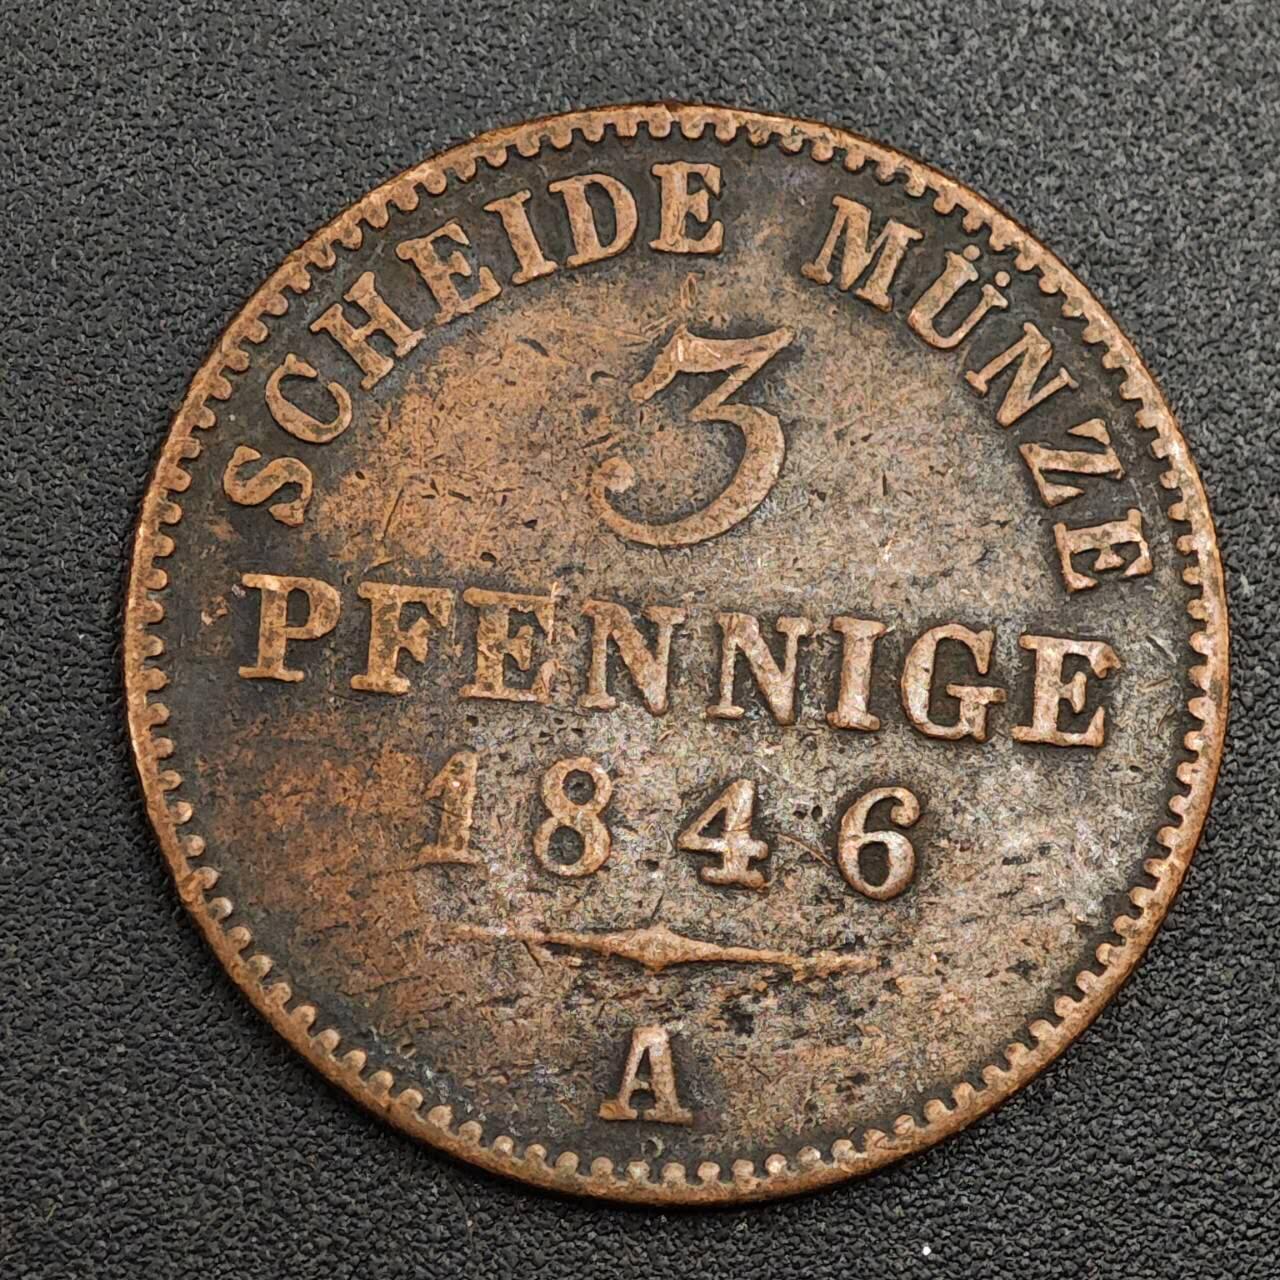 SCHEIDE MÜNZE
3
PFENNIGE
1846
A